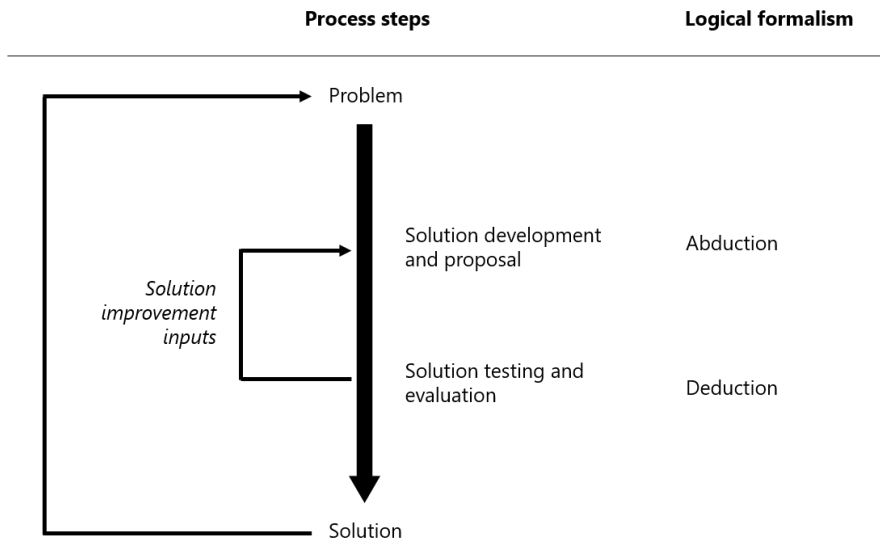 Process steps
Logical formalism
Problem
Solution development
and proposal
Abduction
Solution
improvement
inputs
Solution testing and
evaluation
Deduction
Solution